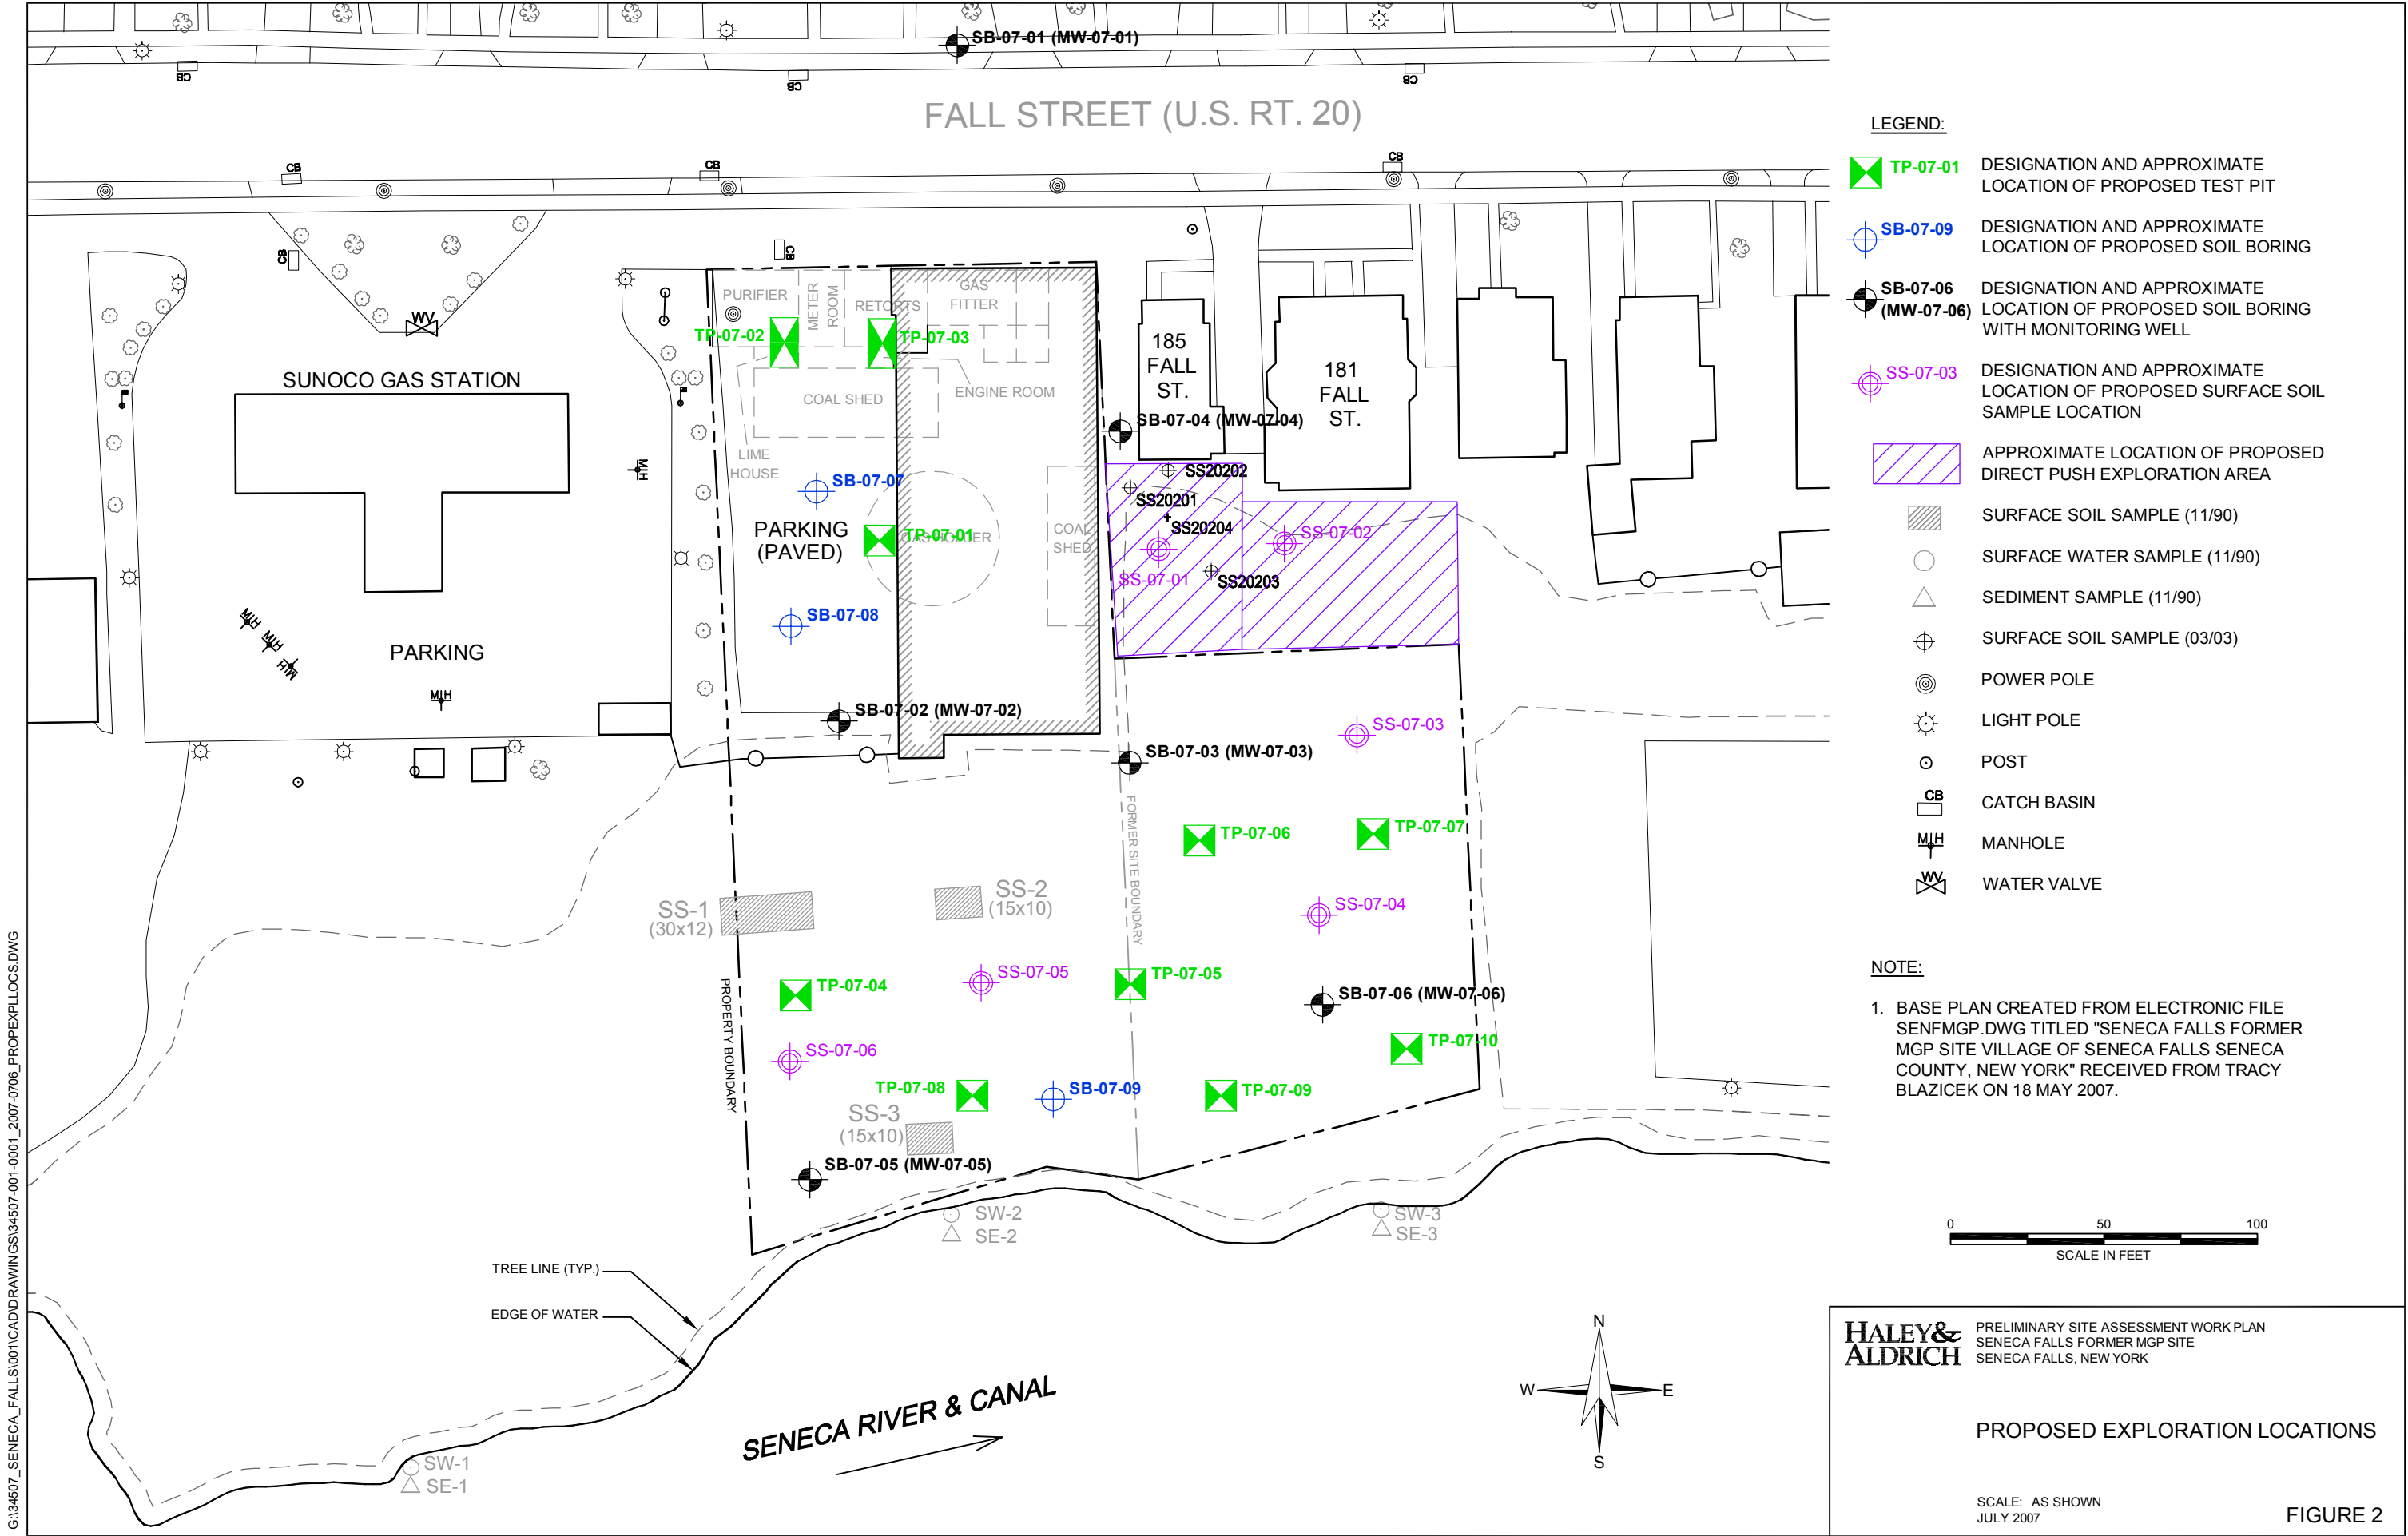 SB-07-01 (MW-07-01)
CB
CB
CB
FALL STREET (U.S. RT. 20)
CB
CB
CB
CB
CB
WV
SUNOCO GAS STATION
MH
MH
MH
MH
MH
PARKING
PURIFIER
METER
ROOM
RETORTS
GAS
FITTER
TP-07-02
TP-07-03
ENGINE ROOM
COAL SHED
LIME
HOUSE
SB-07-07
PARKING
(PAVED)
TP-07-01
GAS HOLDER
COAL
SHED
SB-07-08
185
FALL
ST.
181
FALL
ST.
SB-07-04 (MW-07-04)
SS20202
SS20201
SS20204
SS-07-02
SS-07-01
SS20203
SB-07-02 (MW-07-02)
SB-07-03 (MW-07-03)
SS-07-03
TP-07-06
TP-07-07
FORMER SITE BOUNDARY
SS-1
(30x12)
SS-2
(15x10)
SS-07-04
SS-07-05
TP-07-04
TP-07-05
SB-07-06 (MW-07-06)
PROPERTY BOUNDARY
SS-07-06
TP-07-10
TP-07-08
SB-07-09
TP-07-09
SS-3
(15x10)
SB-07-05 (MW-07-05)
SW-2
SE-2
SW-3
SE-3
TREE LINE (TYP.)
EDGE OF WATER
SENECA RIVER & CANAL
SW-1
SE-1
N
W
E
S
LEGEND:
TP-07-01
DESIGNATION AND APPROXIMATE
LOCATION OF PROPOSED TEST PIT
SB-07-09
DESIGNATION AND APPROXIMATE
LOCATION OF PROPOSED SOIL BORING
SB-07-06
(MW-07-06)
DESIGNATION AND APPROXIMATE
LOCATION OF PROPOSED SOIL BORING
WITH MONITORING WELL
SS-07-03
DESIGNATION AND APPROXIMATE
LOCATION OF PROPOSED SURFACE SOIL
SAMPLE LOCATION
APPROXIMATE LOCATION OF PROPOSED
DIRECT PUSH EXPLORATION AREA
SURFACE SOIL SAMPLE (11/90)
SURFACE WATER SAMPLE (11/90)
SEDIMENT SAMPLE (11/90)
SURFACE SOIL SAMPLE (03/03)
POWER POLE
LIGHT POLE
POST
CB
CATCH BASIN
MH
MANHOLE
WV
WATER VALVE
NOTE:
1. BASE PLAN CREATED FROM ELECTRONIC FILE
SENFMGP.DWG TITLED "SENECA FALLS FORMER
MGP SITE VILLAGE OF SENECA FALLS SENECA
COUNTY, NEW YORK" RECEIVED FROM TRACY
BLAZICEK ON 18 MAY 2007.
0 50 100
SCALE IN FEET
HALEY &
ALDRICH
PRELIMINARY SITE ASSESSMENT WORK PLAN
SENECA FALLS FORMER MGP SITE
SENECA FALLS, NEW YORK
PROPOSED EXPLORATION LOCATIONS
SCALE: AS SHOWN
JULY 2007
FIGURE 2
G:\34507_SENECA_FALLS\001\CAD\DRAWINGS\34507-001-0001_2007-0706_PROPEXPLLOCS.DWG